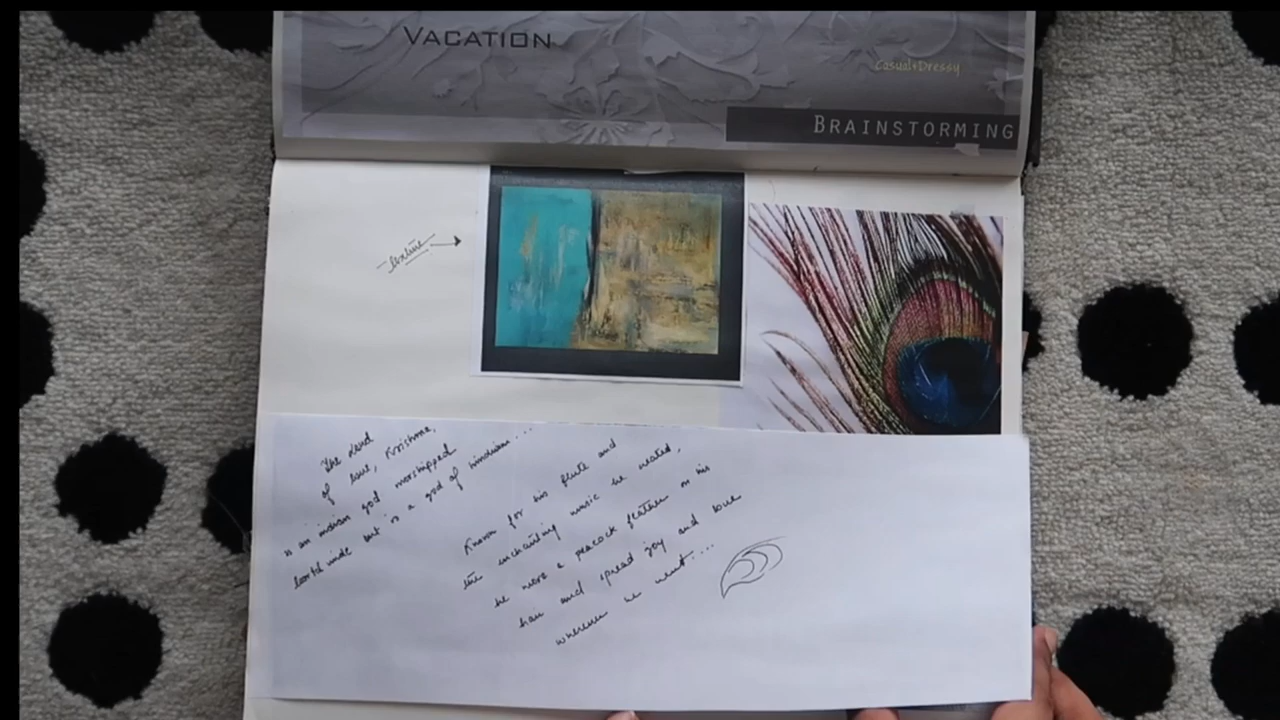 VACATION
Casual+Dressy
BRAINSTORMING
texture
The Lord
of love, Krishna,
is an indian god worshipped
world wide but is a god of hinduism...
Known for his flute and
the enchanting music he created,
he wore a peacock feather on his
hair and spread joy and love
wherever he went....